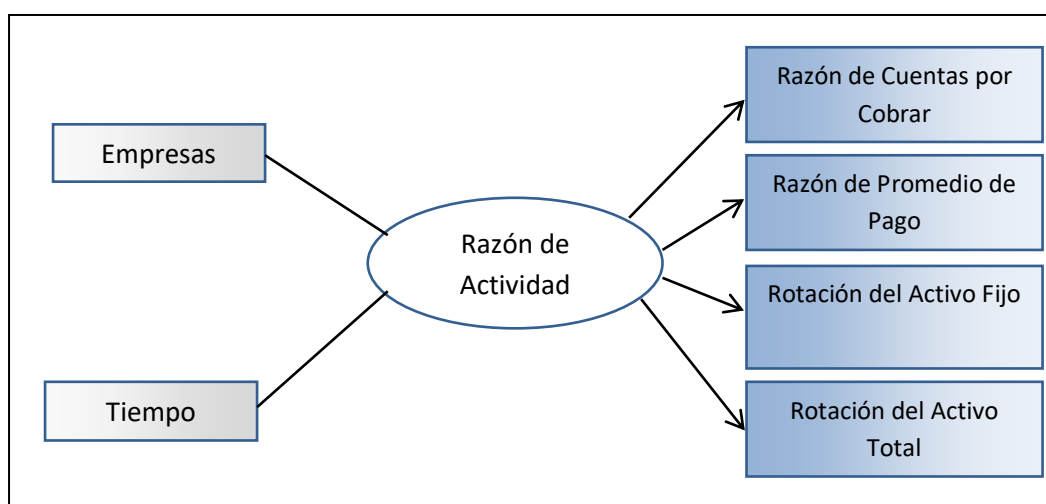 Empresas
Tiempo
Razón de
Actividad
Razón de Cuentas por
Cobrar
Razón de Promedio de
Pago
Rotación del Activo Fijo
Rotación del Activo
Total